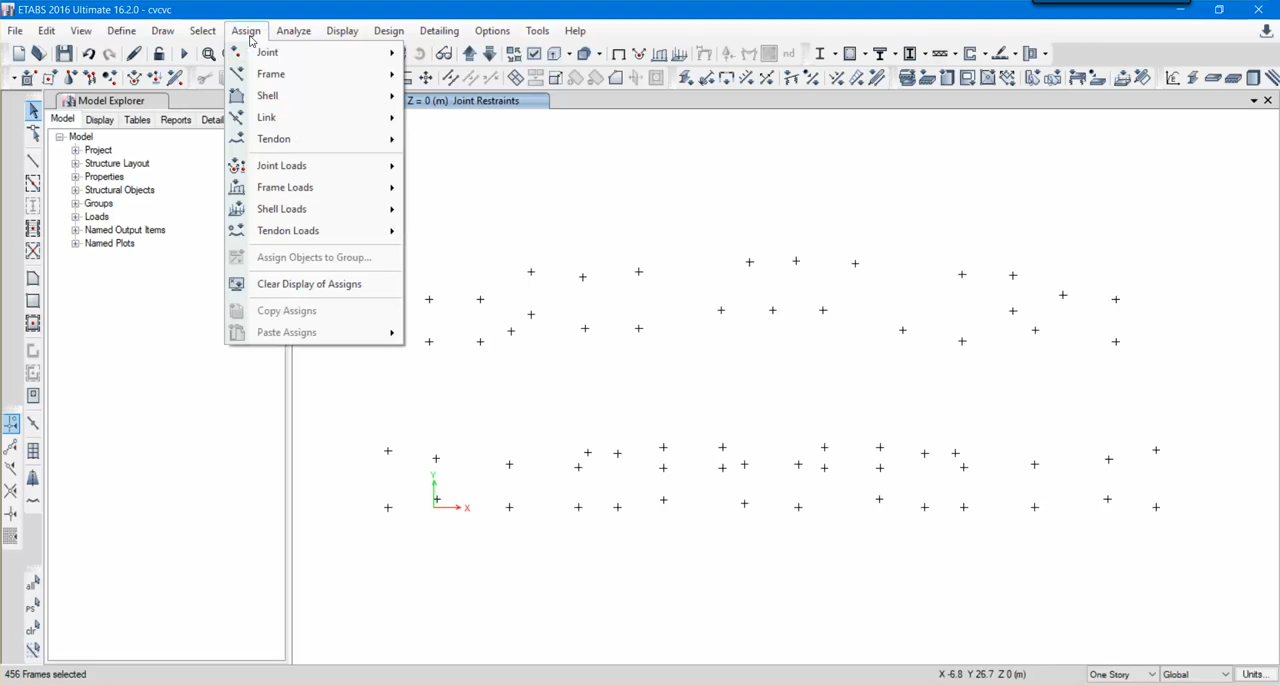 ETABS 2016 Ultimate 16.2.0 - cvcvc
File Edit View Define Draw Select Assign Analyze Display Design Detailing Options Tools Help
nd
Model Explorer
Z = 0 (m) Joint Restraints
Model Display Tables Reports Detail
Model
Project
Structure Layout
Properties
Structural Objects
Groups
Loads
Named Output Items
Named Plots
Joint
Frame
Shell
Link
Tendon
Joint Loads
Frame Loads
Shell Loads
Tendon Loads
Assign Objects to Group...
Clear Display of Assigns
Copy Assigns
Paste Assigns
Y
X
all
ps
clr
456 Frames selected
X -6.8 Y 26.7 Z 0 (m)
One Story
Global
Units...